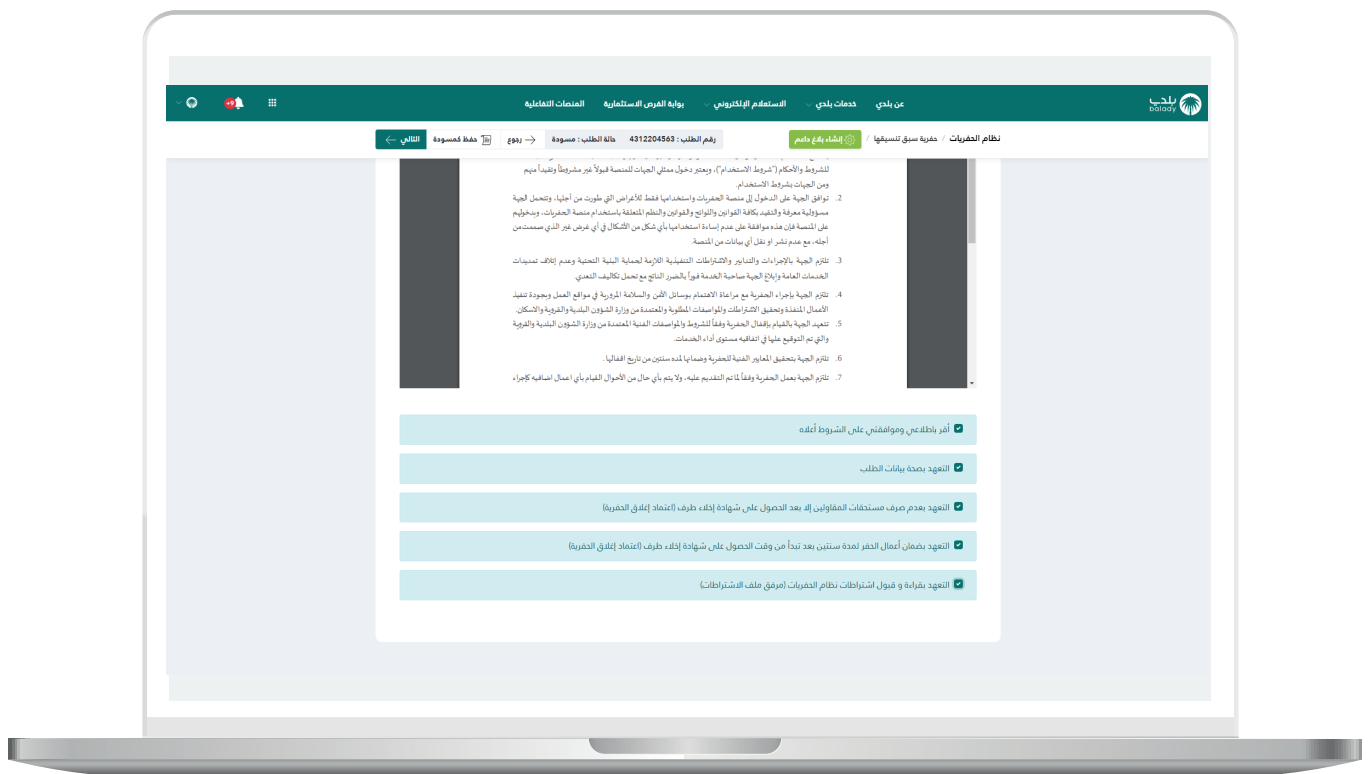 بلدي
balady
عن بلدي
خدمات بلدي
الاستعلام الإلكتروني
بوابة الفرص الاستثمارية
المنصات التفاعلية
+9
نظام الحفريات / حفرية سبق تنسيقها /
إنشاء بلاغ داعم
رقم الطلب : 4312204563
حالة الطلب : مسودة
رجوع
حفظ كمسودة
التالي
للشروط والأحكام ("شروط الاستخدام")، ويعتبر دخول ممثلي الجهات للمنصة قبولاً غير مشروطاً وتقيداً منهم
ومن الجهات بشروط الاستخدام.
2. توافق الجهة على الدخول إلى منصة الحفريات واستخدامها فقط للأغراض التي طورت من أجلها، وتتحمل الجهة
مسؤولية معرفة والتقيد بكافة القوانين واللوائح والقوانين والنظم المتعلقة باستخدام منصة الحفريات، وبدخولهم
على المنصة فإن هذه موافقة على عدم إساءة استخدامها بأي شكل من الأشكال في أي غرض غير الذي صممت من
أجله، مع عدم نشر او نقل أي بيانات من المنصة.
3. تلتزم الجهة بالإجراءات والتدابير والاشتراطات التنفيذية اللازمة لحماية البنية التحتية وعدم إتلاف تمديدات
الخدمات العامة وإبلاغ الجهة صاحبة الخدمة فوراً بالضرر الناتج مع تحمل تكاليف التعدي.
4. تلتزم الجهة بإجراء الحفرية مع مراعاة الاهتمام بوسائل الأمن والسلامة المرورية في مواقع العمل وبجودة تنفيذ
الأعمال المنفذة وتحقيق الاشتراطات والمواصفات المطلوبة والمعتمدة من وزارة الشؤون البلدية والقروية والاسكان.
5. تتعهد الجهة بالقيام بإقفال الحفرية وفقاً للشروط والمواصفات الفنية المعتمدة من وزارة الشؤون البلدية والقروية
والتي تم التوقيع عليها في اتفاقيه مستوى أداء الخدمات.
6. تلتزم الجهة بتحقيق المعايير الفنية للحفرية وضمانها لمده سنتين من تاريخ اقفالها .
7. تلتزم الجهة بعمل الحفرية وفقاً لما تم التقديم عليه، ولا يتم بأي حال من الأحوال القيام بأي اعمال اضافيه كإجراء
أقر باطلاعي وموافقتي على الشروط أعلاه
التعهد بصحة بيانات الطلب
التعهد بعدم صرف مستحقات المقاولين إلا بعد الحصول على شهادة إخلاء طرف (اعتماد إغلاق الحفرية)
التعهد بضمان أعمال الحفر لمدة سنتين بعد تبدأ من وقت الحصول على شهادة إخلاء طرف (اعتماد إغلاق الحفرية)
التعهد بقراءة و قبول اشتراطات نظام الحفريات (مرفق ملف الاشتراطات)